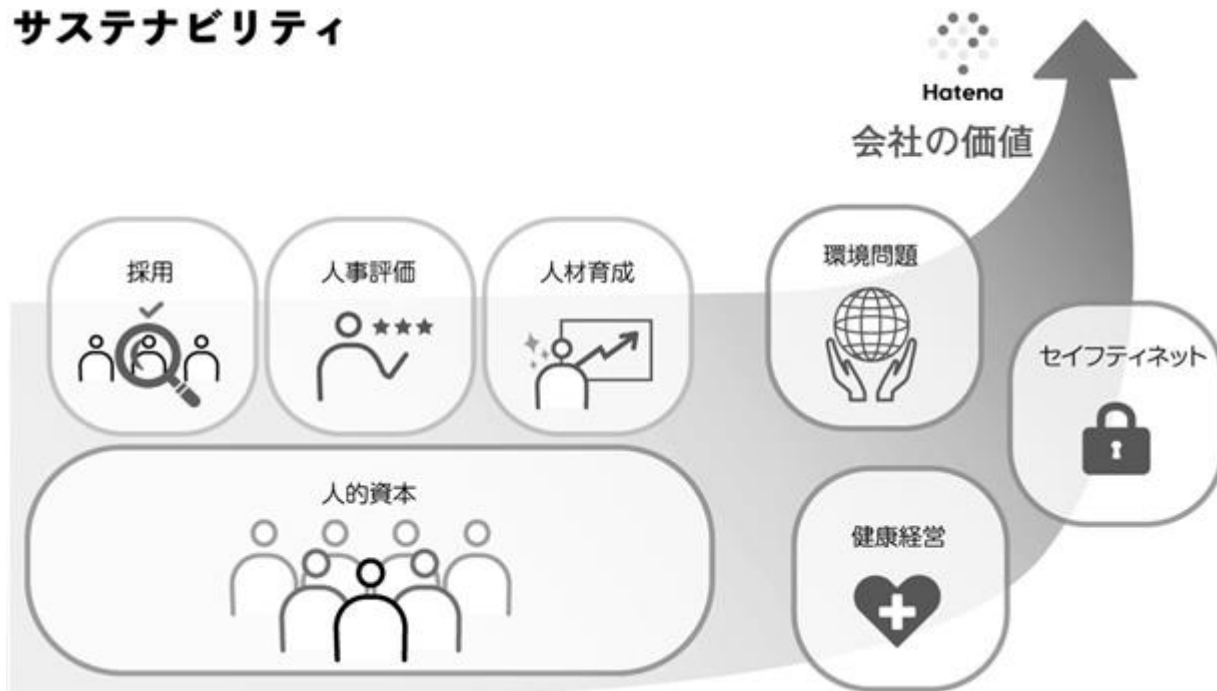 サステナビリティ
Hatena
会社の価値
採用
人事評価
人材育成
環境問題
セイフティネット
人的資本
健康経営